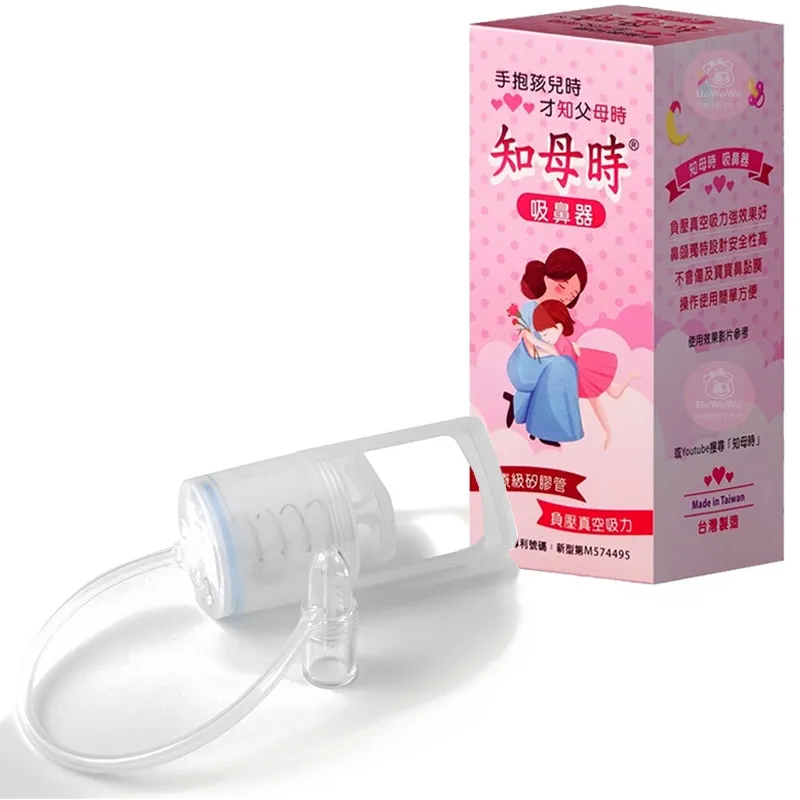 手抱孩兒時
才知父母時
知母時®
吸鼻器
級矽膠管
負壓真空吸力
利號碼：新型第M574495
HoWoWo
知母時 吸鼻器
負壓真空吸力強效果好
鼻頭獨特設計安全性高
不會傷及寶寶鼻黏膜
操作使用簡單方便
使用效果影片參考
HoWoWo
或Youtube搜尋「知母時」
Made in Taiwan
台灣製造